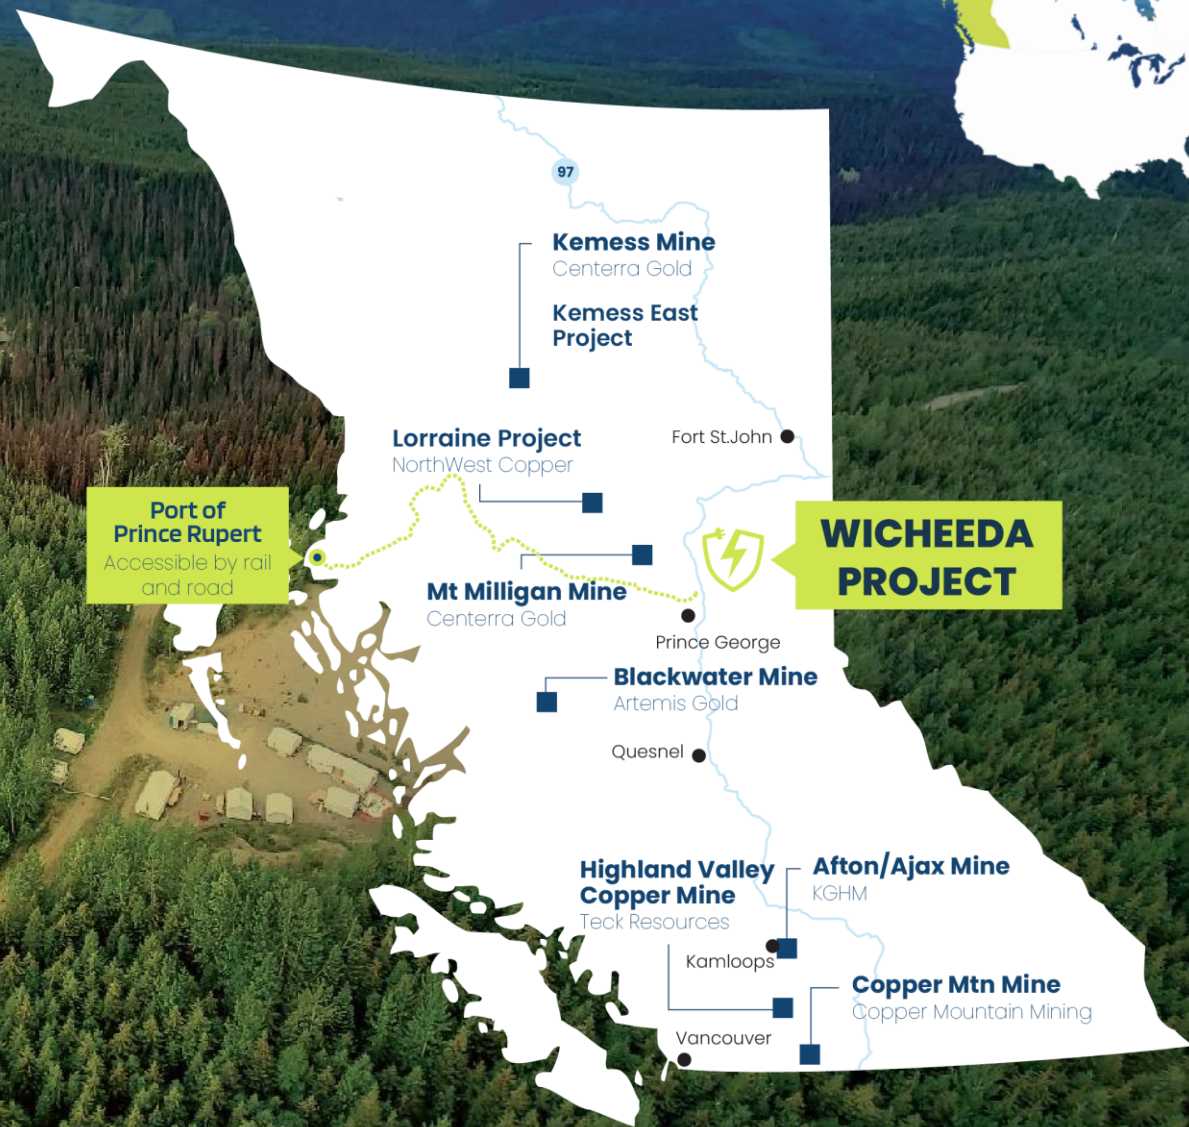 97
Kemess Mine
Centerra Gold
Kemess East
Project
Fort St.John
Lorraine Project
NorthWest Copper
Port of
Prince Rupert
Accessible by rail
and road
WICHEEDA
PROJECT
Mt Milligan Mine
Centerra Gold
Prince George
Blackwater Mine
Artemis Gold
Quesnel
Highland Valley
Copper Mine
Teck Resources
Afton/Ajax Mine
KGHM
Kamloops
Copper Mtn Mine
Copper Mountain Mining
Vancouver